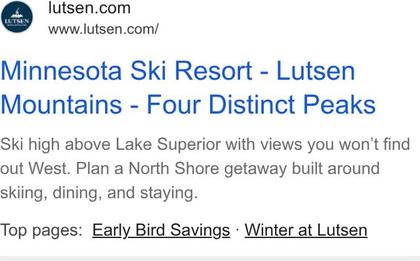 LUTSEN
lutsen.com
www.lutsen.com/
Minnesota Ski Resort - Lutsen
Mountains - Four Distinct Peaks
Ski high above Lake Superior with views you won’t find
out West. Plan a North Shore getaway built around
skiing, dining, and staying.
Top pages: Early Bird Savings · Winter at Lutsen